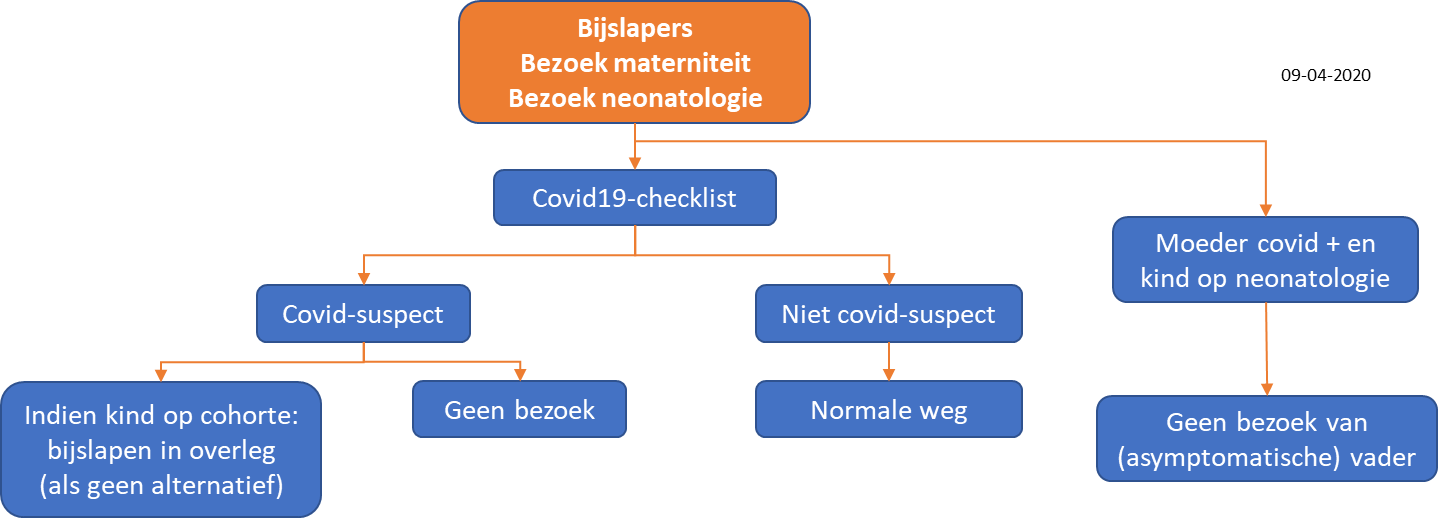 Bijslapers
Bezoek materniteit
Bezoek neonatologie
09-04-2020
Covid19-checklist
Moeder covid + en
kind op neonatologie
Covid-suspect
Niet covid-suspect
Indien kind op cohorte:
bijslapen in overleg
(als geen alternatief)
Geen bezoek
Normale weg
Geen bezoek van
(asymptomatische) vader